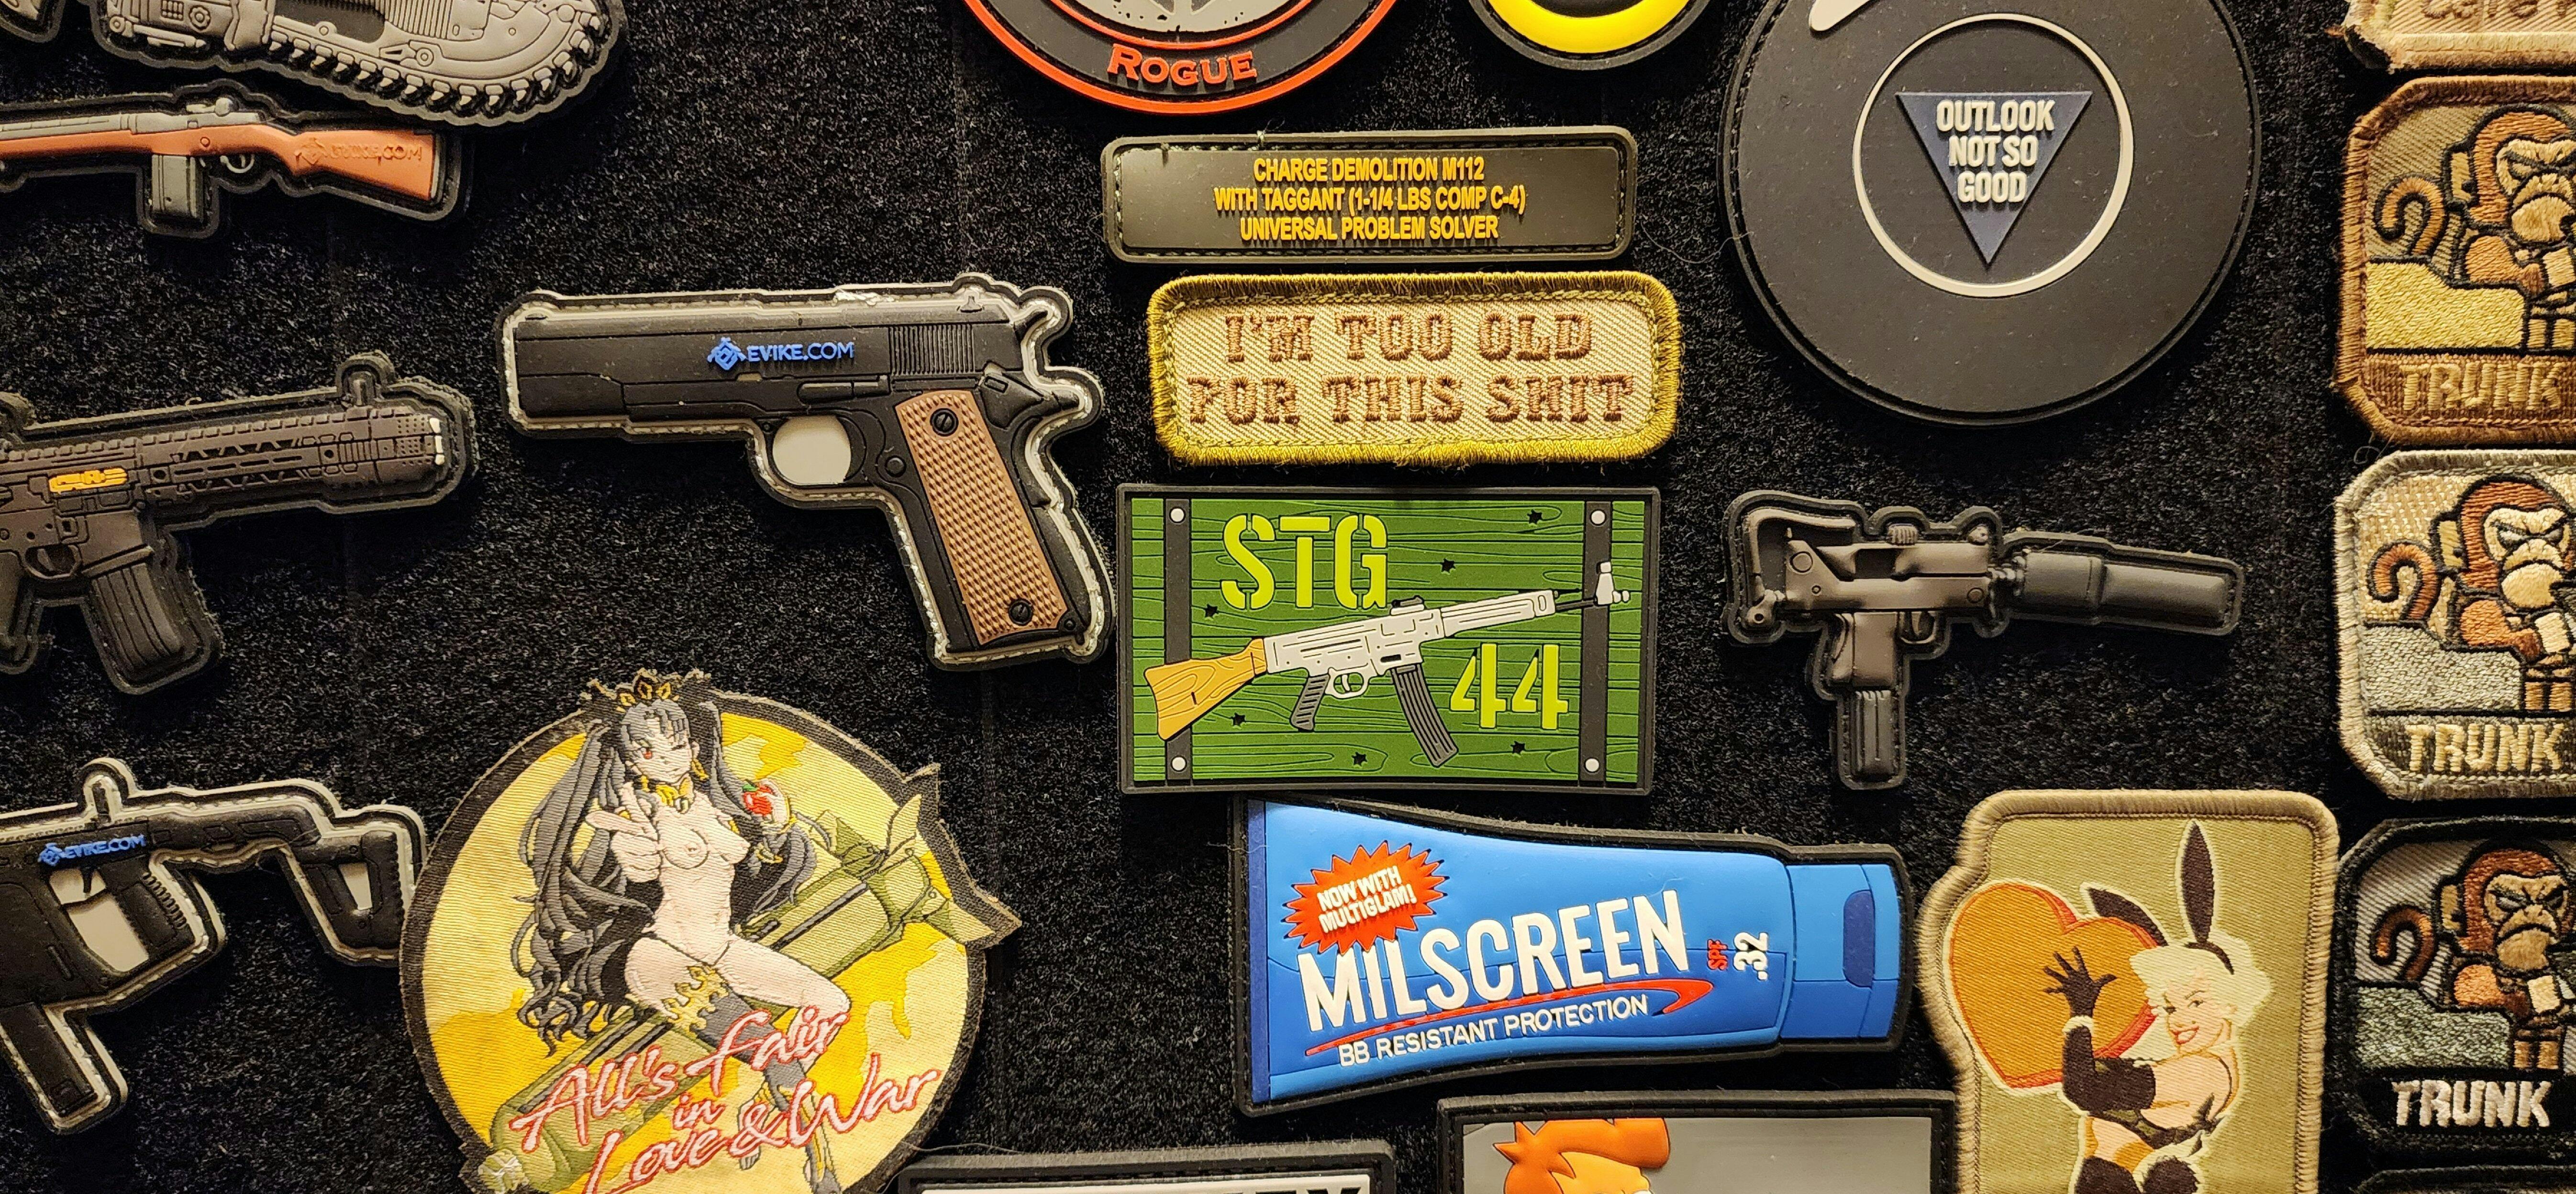 ROGUE
OUTLOOK
NOT SO
GOOD
CHARGE DEMOLITION M112
WITH TAGGANT (1-1/4 LBS COMP C-4)
UNIVERSAL PROBLEM SOLVER
EVIKE.COM
EVIKE.COM
I'M TOO OLD
FOR THIS SHIT
TRUNK
STG
44
TRUNK
EVIKE.COM
NOW WITH
MULTIGLAM!
MILSCREEN
SPF
.32
BB RESISTANT PROTECTION
All's fair
in
Love & War
TRUNK